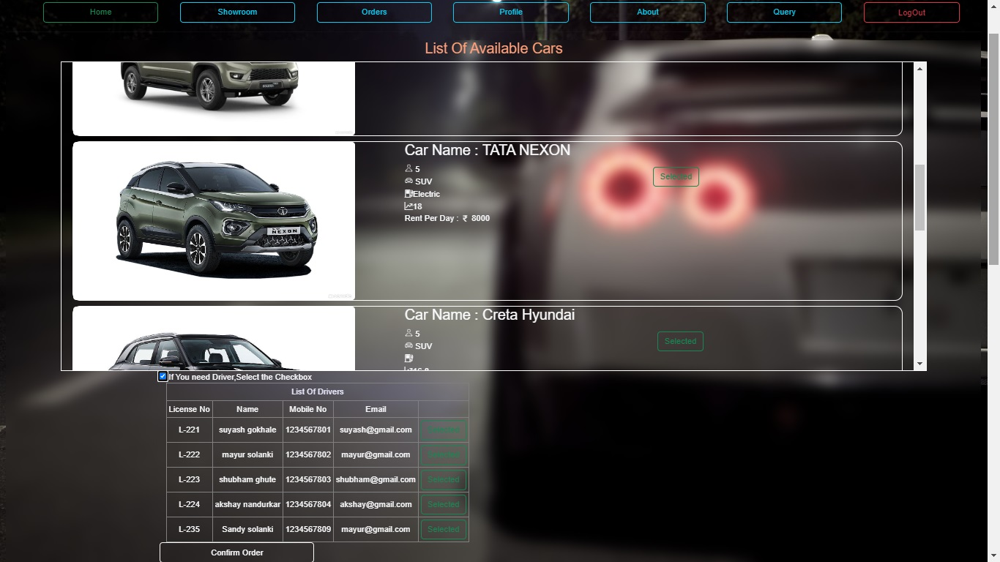 Home Showroom Orders Profile About Query LogOut
List Of Available Cars
Car Name : TATA NEXON
5
SUV
Electric
18
Rent Per Day : ₹ 8000
Selected
NEXON
Car Name : Creta Hyundai
5
SUV
Selected
If You need Driver,Select the Checkbox
List Of Drivers
License No Name Mobile No Email
L-221 suyash gokhale 1234567801 suyash@gmail.com Selected
L-222 mayur solanki 1234567802 mayur@gmail.com Selected
L-223 shubham ghute 1234567803 shubham@gmail.com Selected
L-224 akshay nandurkar 1234567804 akshay@gmail.com Selected
L-235 Sandy solanki 1234567809 mayur@gmail.com Selected
Confirm Order